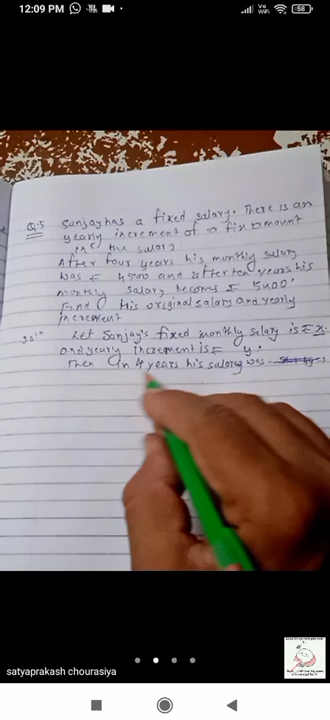 12:09 PM
Vo
WiFi
58
Q.5 Sanjay has a fixed salary. There is an
yearly increment of a fix amount
in his salary
After four years his monthly salary
was ₹ 4500 and after ten years his
monthly salary becomes ₹ 5400.
Find his original salary and yearly
increment
Let Sanjay's fixed monthly salary is ₹ x.
and yearly increment is ₹ y.
Then in 4 years his salary was
satyaprakash chourasiya